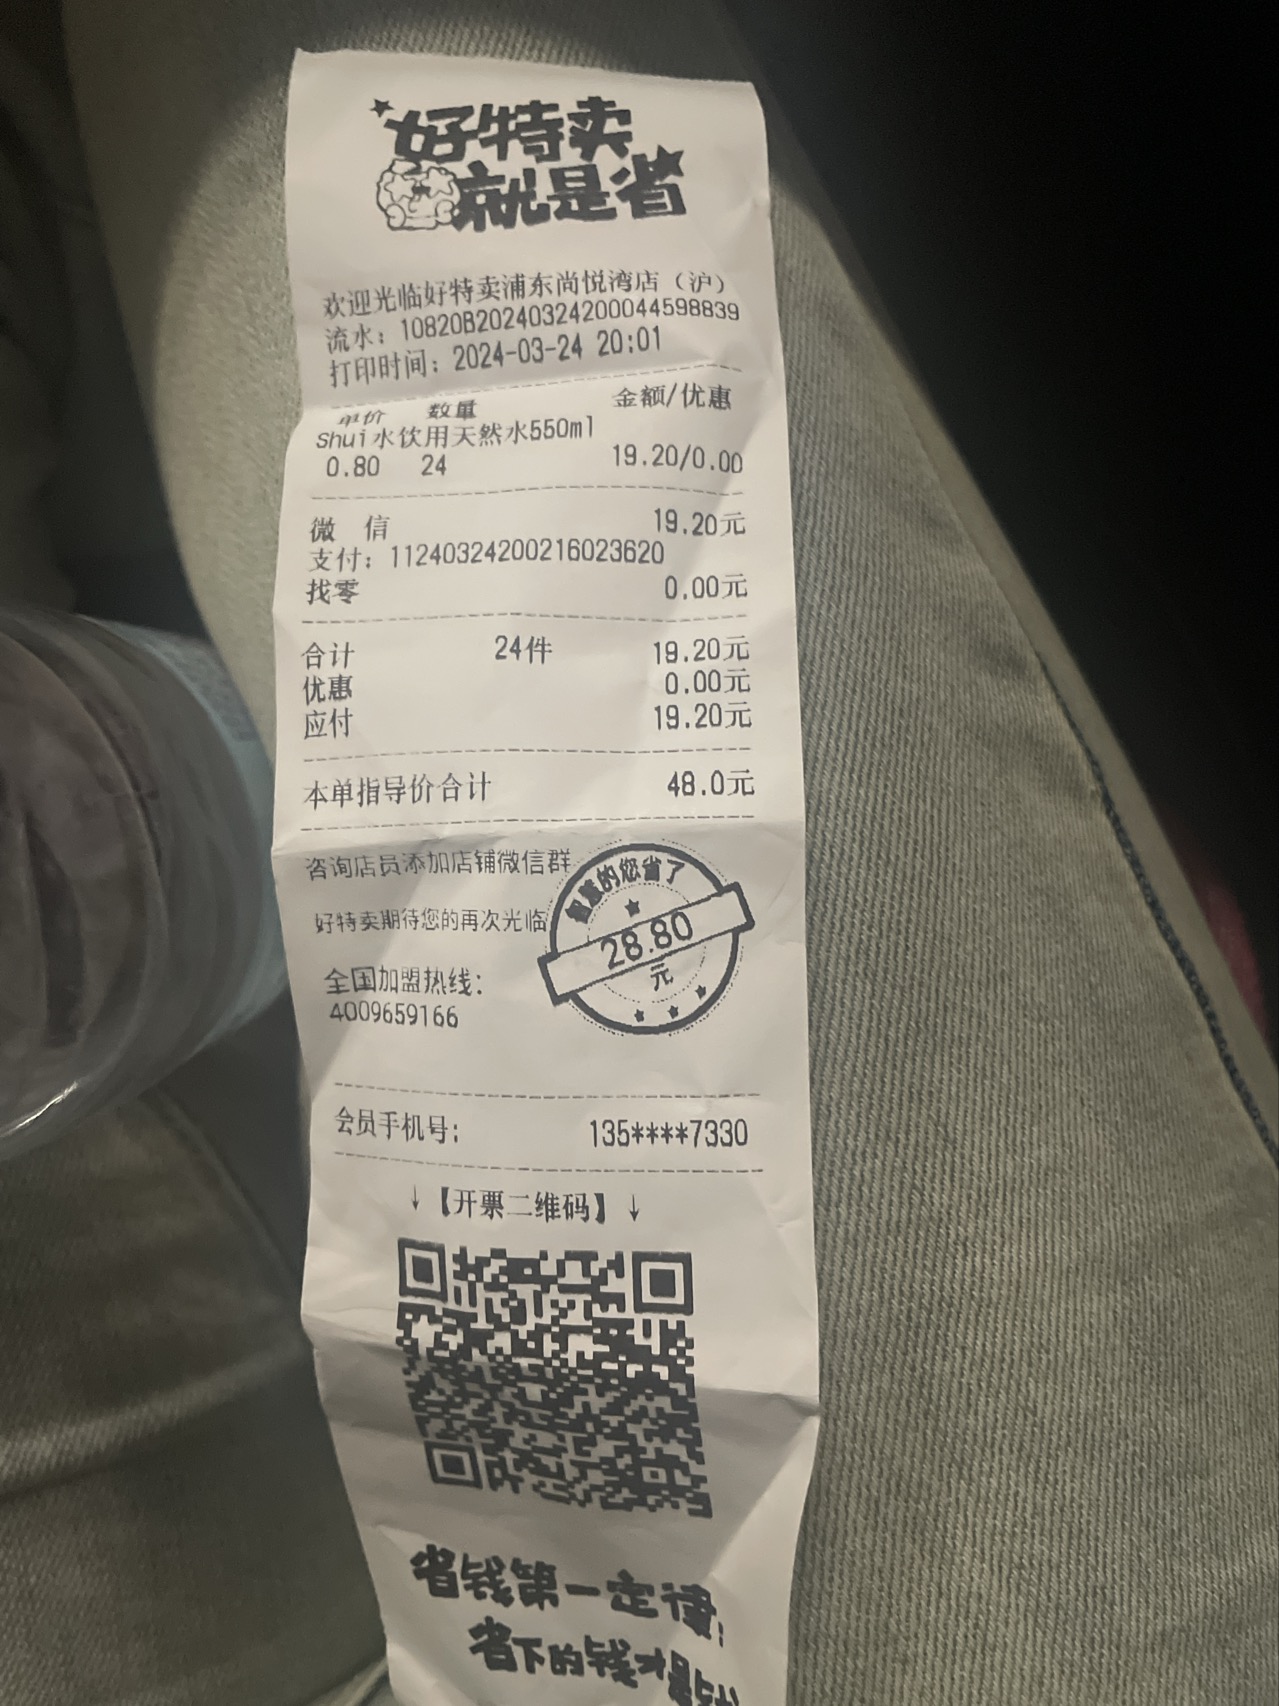 好特卖
就是省
欢迎光临好特卖浦东尚悦湾店（沪）
流水：10820B20240324200044598839
打印时间：2024-03-24 20:01
单价 数量 金额/优惠
Shui水饮用天然水550ml
0.80 24 19.20/0.00
微 信 19.20元
支付：11240324200216023620
找零 0.00元
合计 24件 19.20元
优惠 0.00元
应付 19.20元
本单指导价合计 48.0元
咨询店员添加店铺微信群
好特卖期待您的再次光临
的您省了
28.80
元
全国加盟热线：
4009659166
会员手机号： 135****7330
↓【开票二维码】↓
省钱第一定律：
省下的钱才是